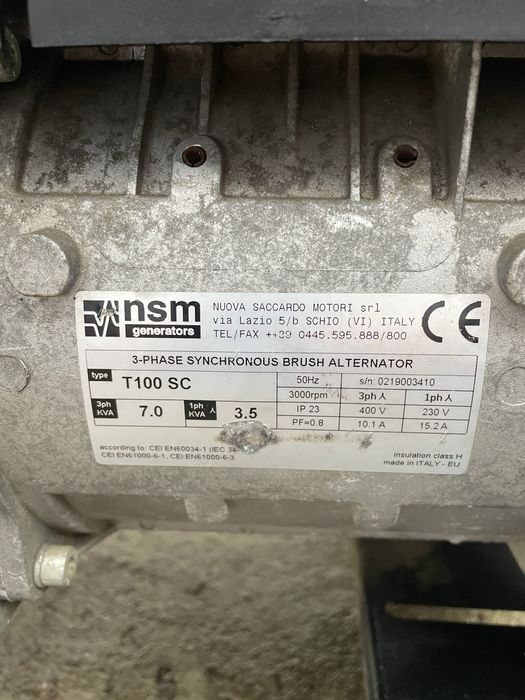 nsm
generators
NUOVA SACCARDO MOTORI srl
via Lazio 5/b SCHIO (VI) ITALY
TEL/FAX ++39 0445.595.888/800
CE
3-PHASE SYNCHRONOUS BRUSH ALTERNATOR
type T100 SC
50Hz s/n: 0219003410
3000rpm 3ph ⅄ 1ph ⅄
IP 23 400 V 230 V
PF=0.8 10.1 A 15.2 A
3ph KVA 7.0 1ph ⅄ KVA 3.5
according to: CEI EN60034-1 (IEC 34-
CEI EN61000-6-1, CEI EN61000-6-3
insulation class H
made in ITALY - EU